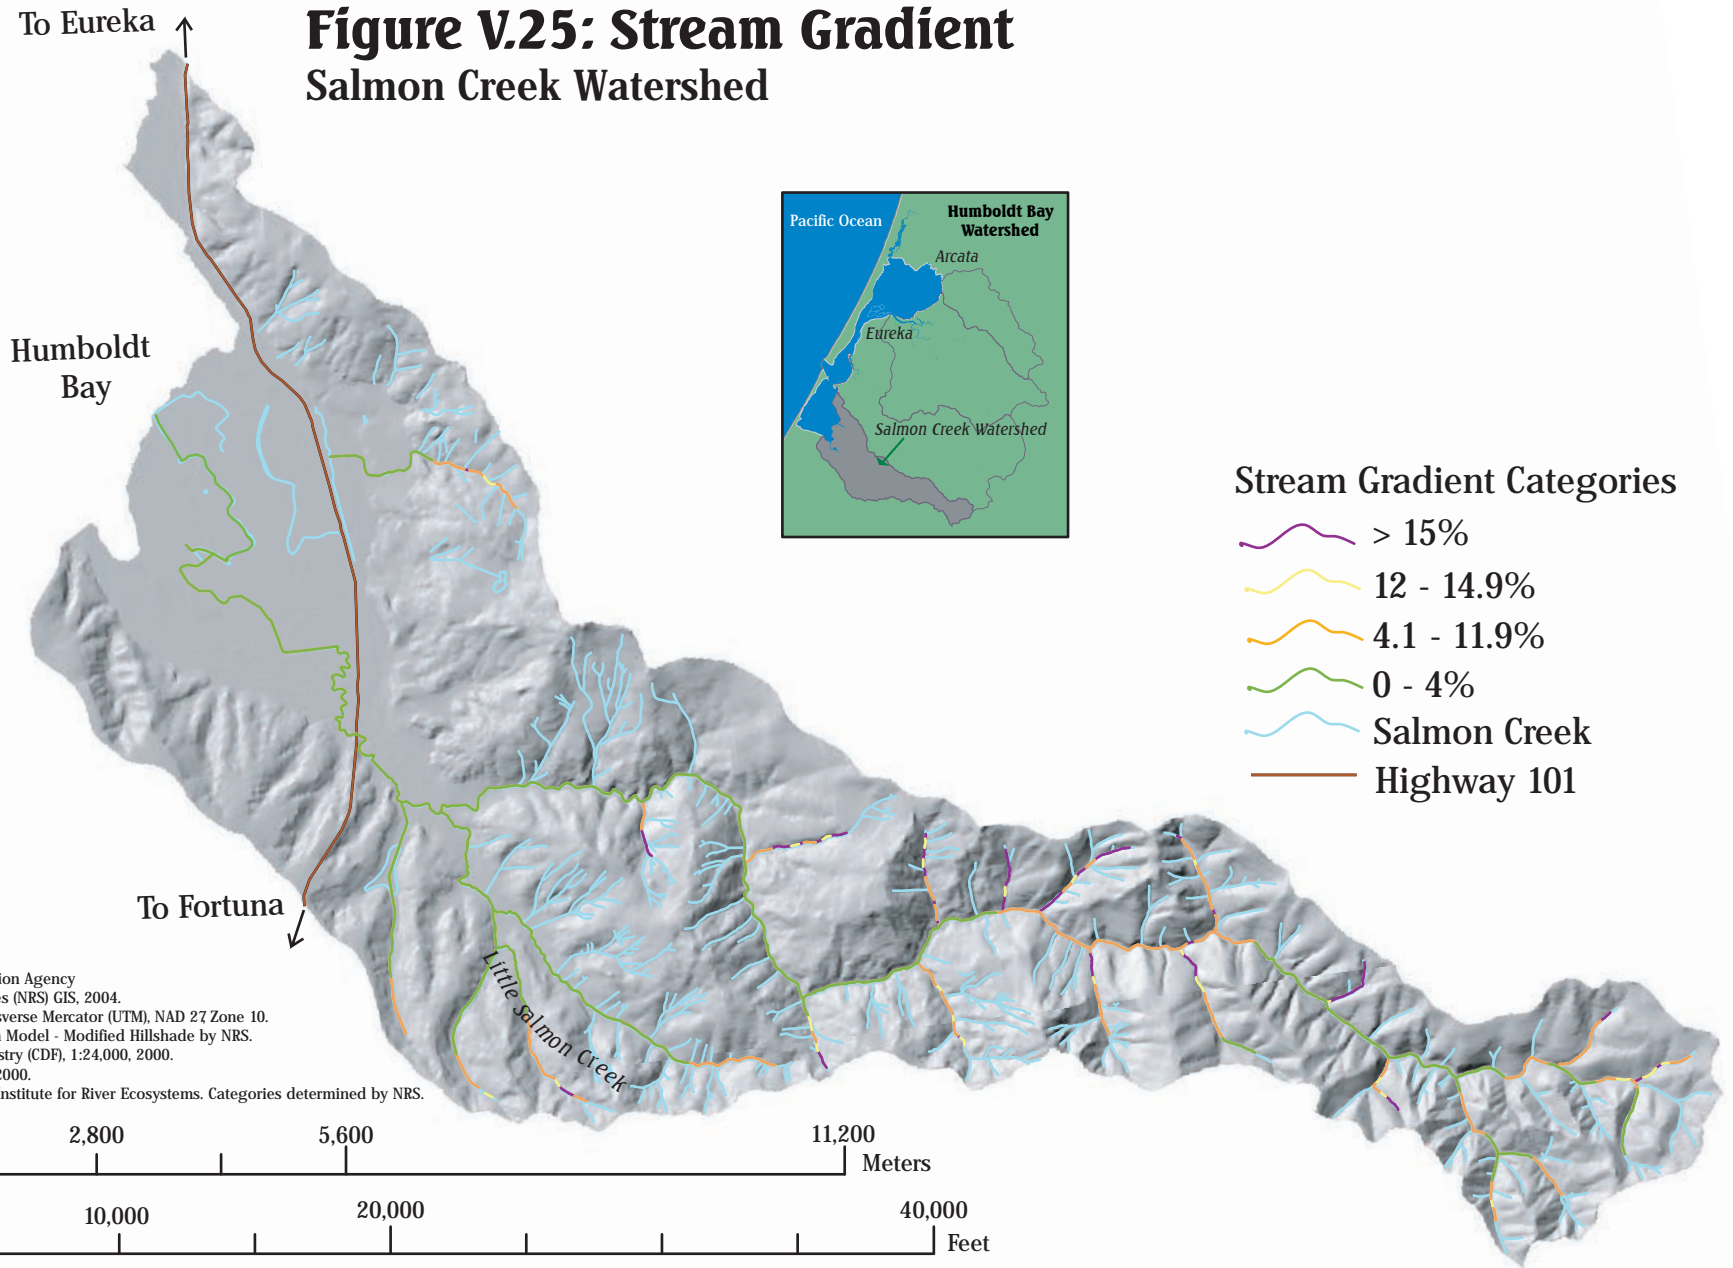 To Eureka
Figure V.25: Stream Gradient
Salmon Creek Watershed
Pacific Ocean
Humboldt Bay
Watershed
Arcata
Eureka
Salmon Creek Watershed
Humboldt
Bay
Stream Gradient Categories
> 15%
12 - 14.9%
4.1 - 11.9%
0 - 4%
Salmon Creek
Highway 101
To Fortuna
Little Salmon Creek
ion Agency
es (NRS) GIS, 2004.
sverse Mercator (UTM), NAD 27, Zone 10.
Model - Modified Hillshade by NRS.
stry (CDF), 1:24,000, 2000.
2000.
Institute for River Ecosystems. Categories determined by NRS.
2,800
5,600
11,200
Meters
10,000
20,000
40,000
Feet